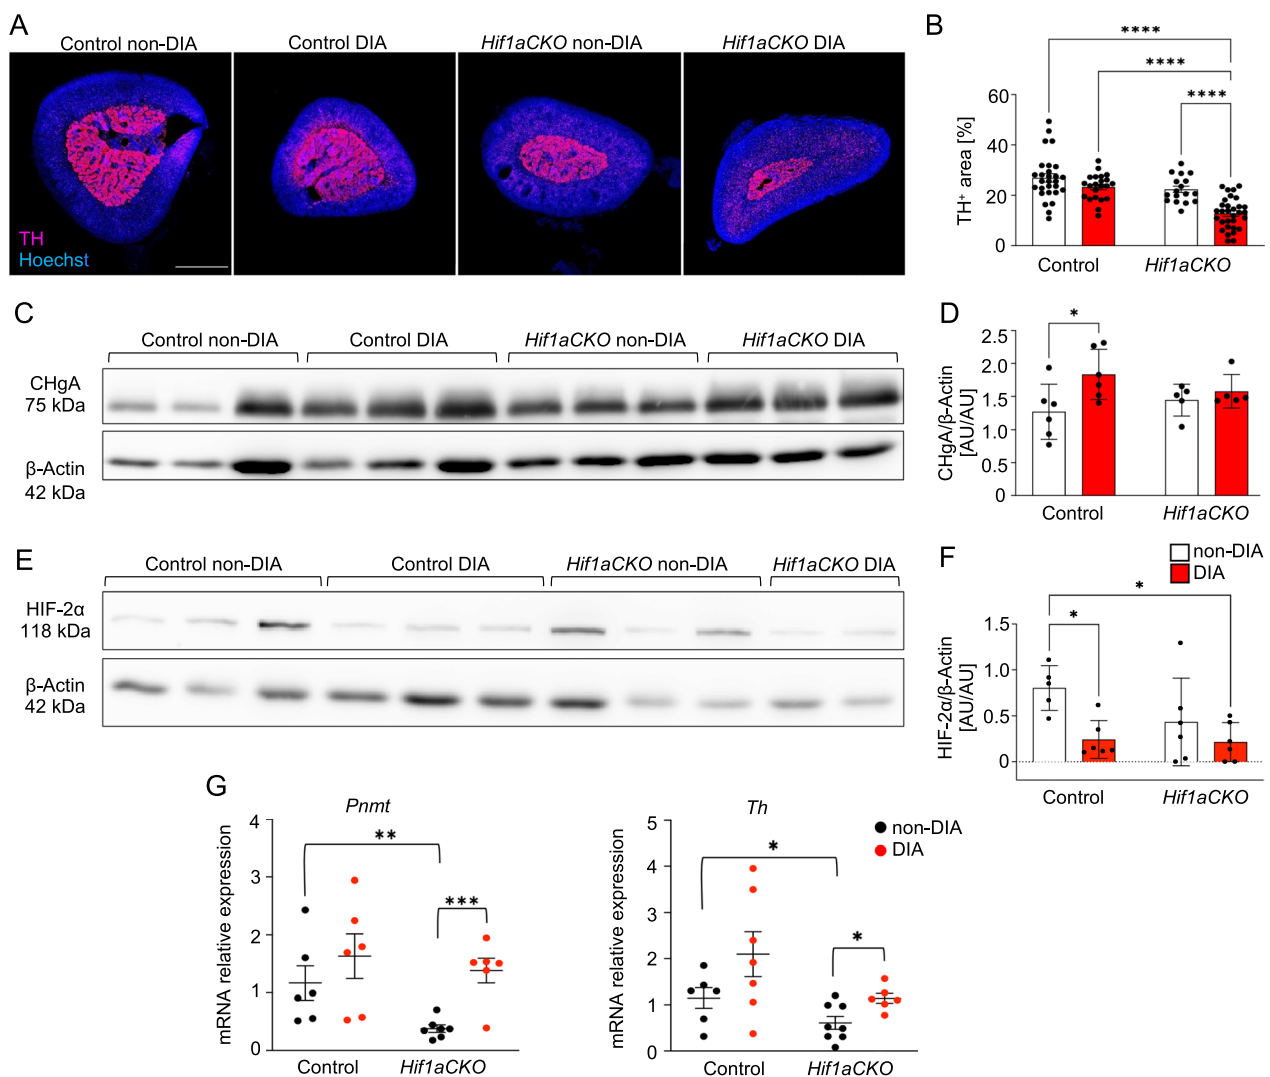 A
Control non-DIA
Control DIA
Hif1aCKO non-DIA
Hif1aCKO DIA
TH
Hoechst
B
****
****
****
TH+ area [%]
60
40
20
0
Control
Hif1aCKO
C
Control non-DIA
Control DIA
Hif1aCKO non-DIA
Hif1aCKO DIA
CHgA
75 kDa
β-Actin
42 kDa
D
*
CHgA/β-Actin
[AU/AU]
2.5
2.0
1.5
1.0
0.5
0
Control
Hif1aCKO
E
Control non-DIA
Control DIA
Hif1aCKO non-DIA
Hif1aCKO DIA
HIF-2α
118 kDa
β-Actin
42 kDa
F
non-DIA
DIA
*
*
HIF-2α/β-Actin
[AU/AU]
1.5
1.0
0.5
0
Control
Hif1aCKO
G
Pnmt
**
***
mRNA relative expression
4
3
2
1
0
Control
Hif1aCKO
Th
*
*
mRNA relative expression
5
4
3
2
1
0
Control
Hif1aCKO
non-DIA
DIA